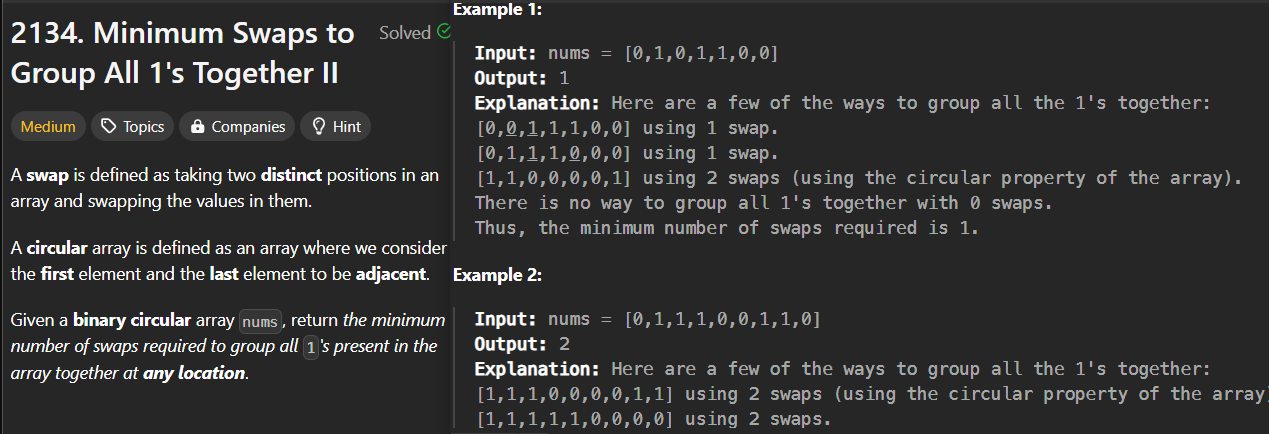 2134. Minimum Swaps to
Group All 1's Together II
Solved
Medium
Topics
Companies
Hint
A swap is defined as taking two distinct positions in an
array and swapping the values in them.
A circular array is defined as an array where we consider
the first element and the last element to be adjacent.
Given a binary circular array nums, return the minimum
number of swaps required to group all 1's present in the
array together at any location.
Example 1:
Input: nums = [0,1,0,1,1,0,0]
Output: 1
Explanation: Here are a few of the ways to group all the 1's together:
[0,0,1,1,1,0,0] using 1 swap.
[0,1,1,1,0,0,0] using 1 swap.
[1,1,0,0,0,0,1] using 2 swaps (using the circular property of the array).
There is no way to group all 1's together with 0 swaps.
Thus, the minimum number of swaps required is 1.
Example 2:
Input: nums = [0,1,1,1,0,0,1,1,0]
Output: 2
Explanation: Here are a few of the ways to group all the 1's together:
[1,1,1,0,0,0,0,1,1] using 2 swaps (using the circular property of the array)
[1,1,1,1,1,0,0,0,0] using 2 swaps.